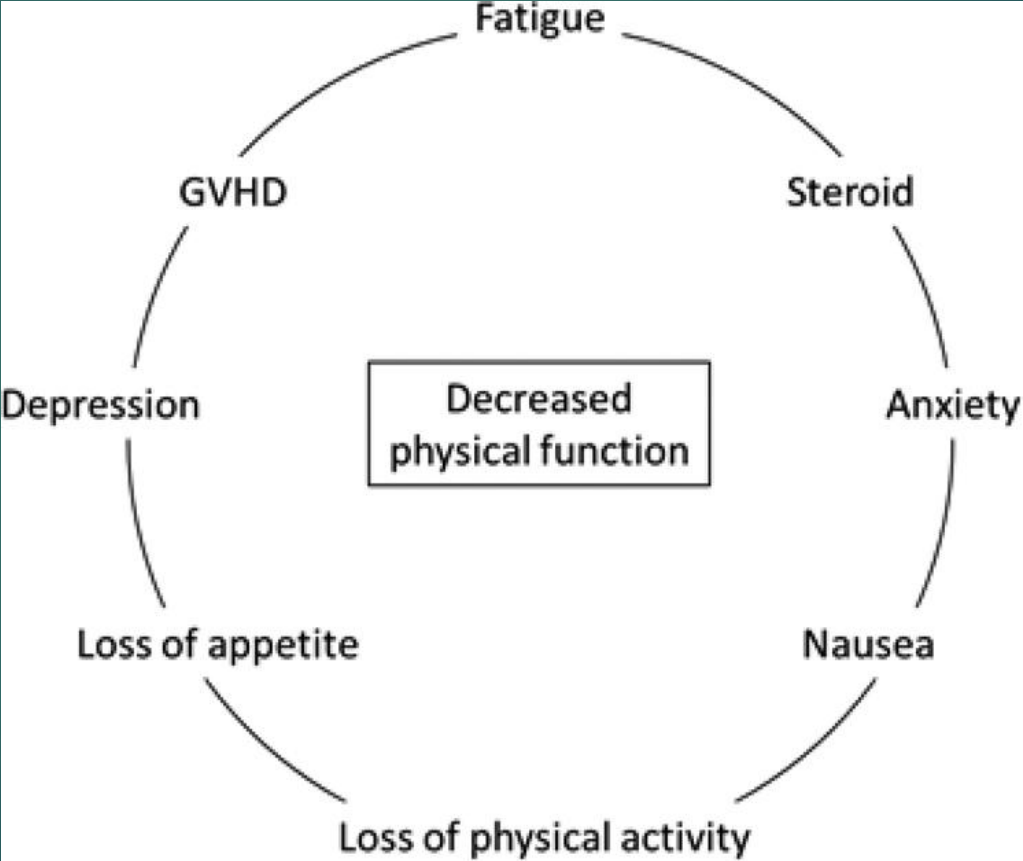 Fatigue
GVHD
Steroid
Depression
Decreased
physical function
Anxiety
Loss of appetite
Nausea
Loss of physical activity